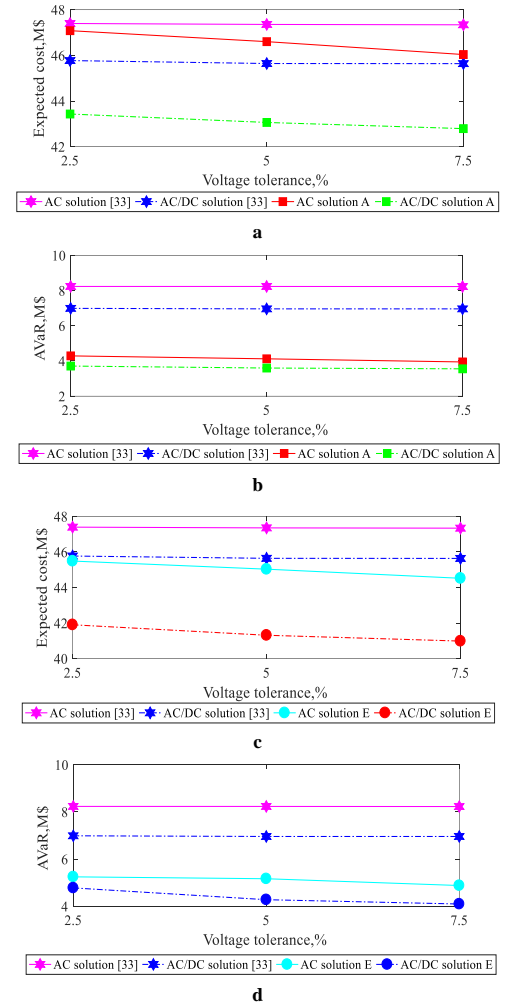 48
46
44
42
Expected cost,M$
2.5 5 7.5
Voltage tolerance,%
AC solution [33] AC/DC solution [33] AC solution A AC/DC solution A
a
10
8
6
4
2
AVaR,M$
2.5 5 7.5
Voltage tolerance,%
AC solution [33] AC/DC solution [33] AC solution A AC/DC solution A
b
48
46
44
42
40
Expected cost,M$
2.5 5 7.5
Voltage tolerance,%
AC solution [33] AC/DC solution [33] AC solution E AC/DC solution E
c
10
8
6
4
AVaR,M$
2.5 5 7.5
Voltage tolerance,%
AC solution [33] AC/DC solution [33] AC solution E AC/DC solution E
d